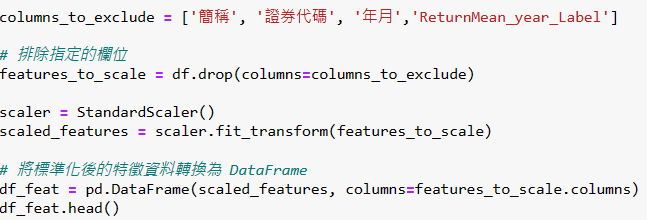 columns_to_exclude = ['簡稱', '證券代碼', '年月','ReturnMean_year_Label']
# 排除指定的欄位
features_to_scale = df.drop(columns=columns_to_exclude)
scaler = StandardScaler()
scaled_features = scaler.fit_transform(features_to_scale)
# 將標準化後的特徵資料轉換為 DataFrame
df_feat = pd.DataFrame(scaled_features, columns=features_to_scale.columns)
df_feat.head()